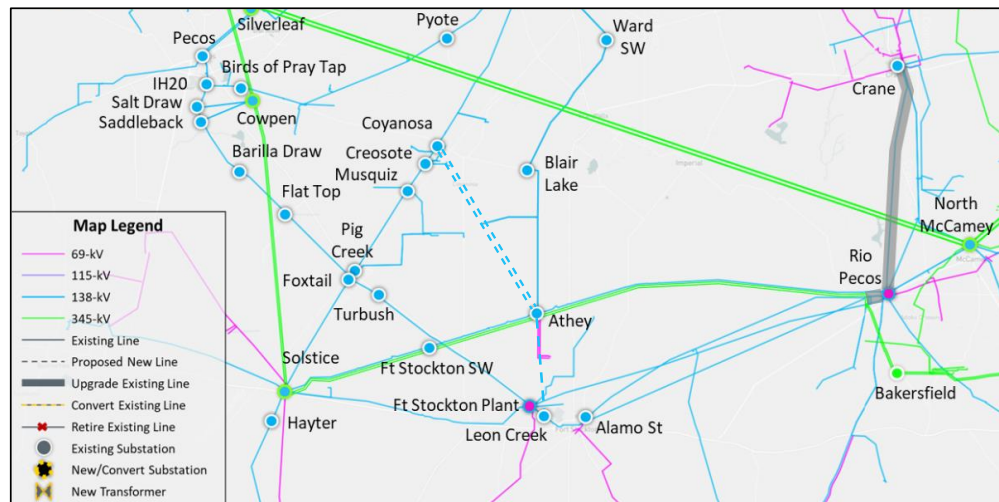 Silverleaf
Pyote
Ward
SW
Pecos
Birds of Pray Tap
IH20
Salt Draw
Saddleback
Cowpen
Crane
Coyanosa
Creosote
Musquiz
Barilla Draw
Blair
Lake
Imperial
Flat Top
North
McCamey
Map Legend
69-kV
115-kV
138-kV
345-kV
Existing Line
Proposed New Line
Upgrade Existing Line
Convert Existing Line
Retire Existing Line
Existing Substation
New/Convert Substation
New Transformer
Pig
Creek
Foxtail
Turbush
Rio
Pecos
Athey
Solstice
Ft Stockton SW
Bakersfield
Ft Stockton Plant
Leon Creek
Alamo St
Hayter